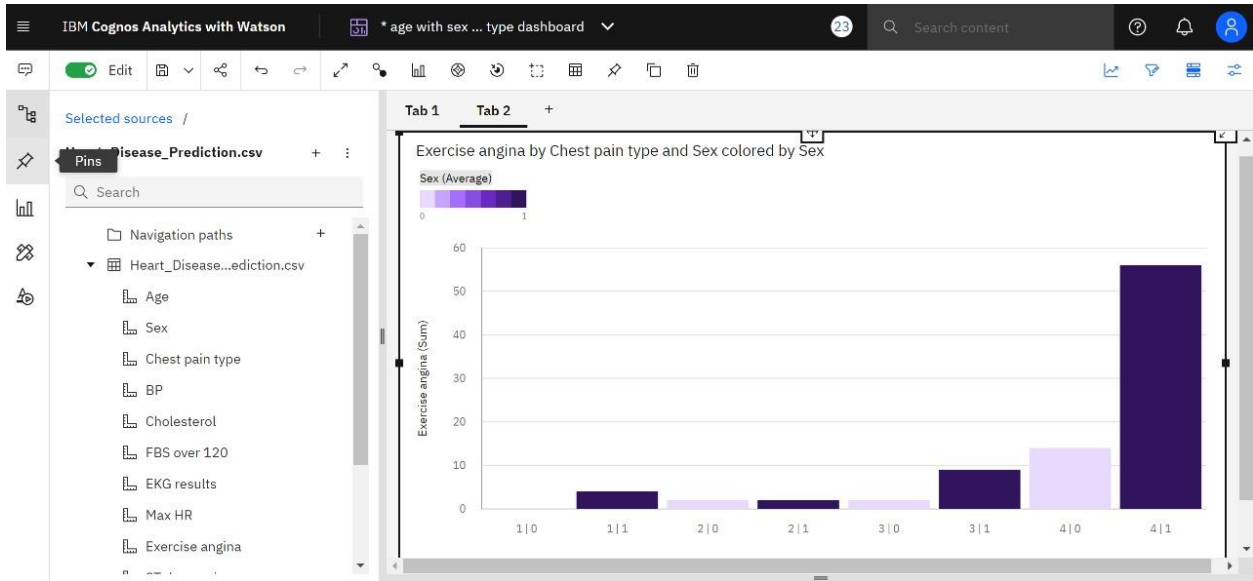 IBM Cognos Analytics with Watson
* age with sex ... type dashboard
23
Search content
Edit
Selected sources /
Tab 1
Tab 2
+
Disease_Prediction.csv
+
Pins
Search
Navigation paths
+
Heart_Disease...ediction.csv
Age
Sex
Chest pain type
BP
Cholesterol
FBS over 120
EKG results
Max HR
Exercise angina
Exercise angina by Chest pain type and Sex colored by Sex
Sex (Average)
0 1
Exercise angina (Sum)
60
50
40
30
20
10
0
1|0 1|1 2|0 2|1 3|0 3|1 4|0 4|1